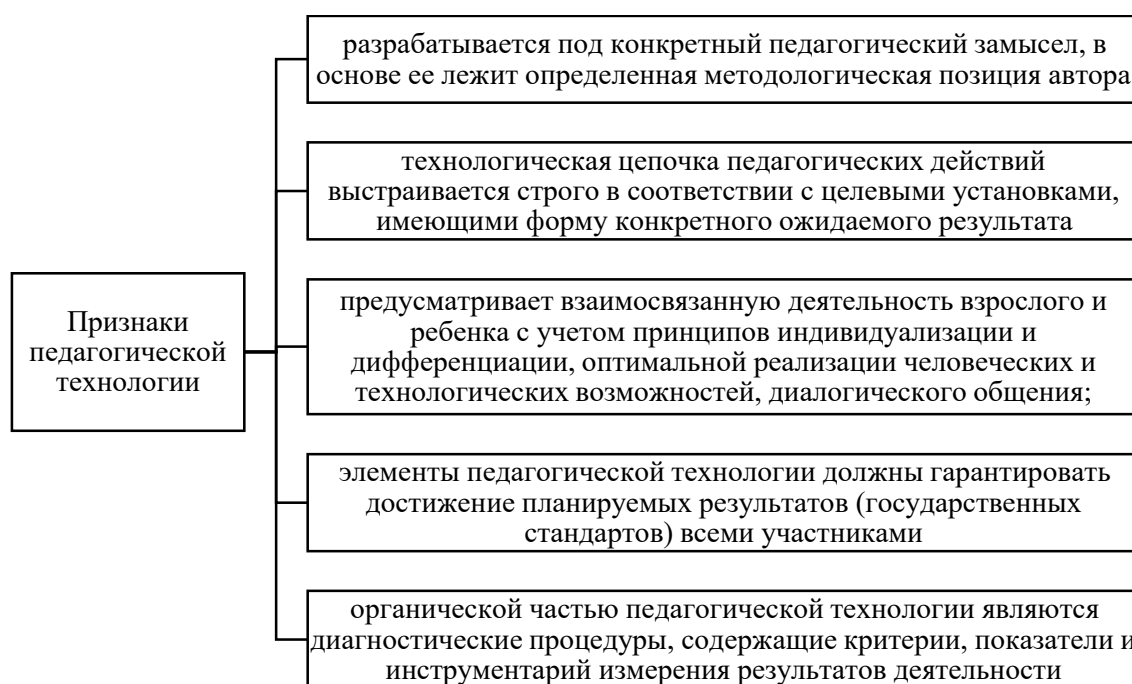 разрабатывается под конкретный педагогический замысел, в
основе ее лежит определенная методологическая позиция автора
технологическая цепочка педагогических действий
выстраивается строго в соответствии с целевыми установками,
имеющими форму конкретного ожидаемого результата
Признаки
педагогической
технологии
предусматривает взаимосвязанную деятельность взрослого и
ребенка с учетом принципов индивидуализации и
дифференциации, оптимальной реализации человеческих и
технологических возможностей, диалогического общения;
элементы педагогической технологии должны гарантировать
достижение планируемых результатов (государственных
стандартов) всеми участниками
органической частью педагогической технологии являются
диагностические процедуры, содержащие критерии, показатели и
инструментарий измерения результатов деятельности